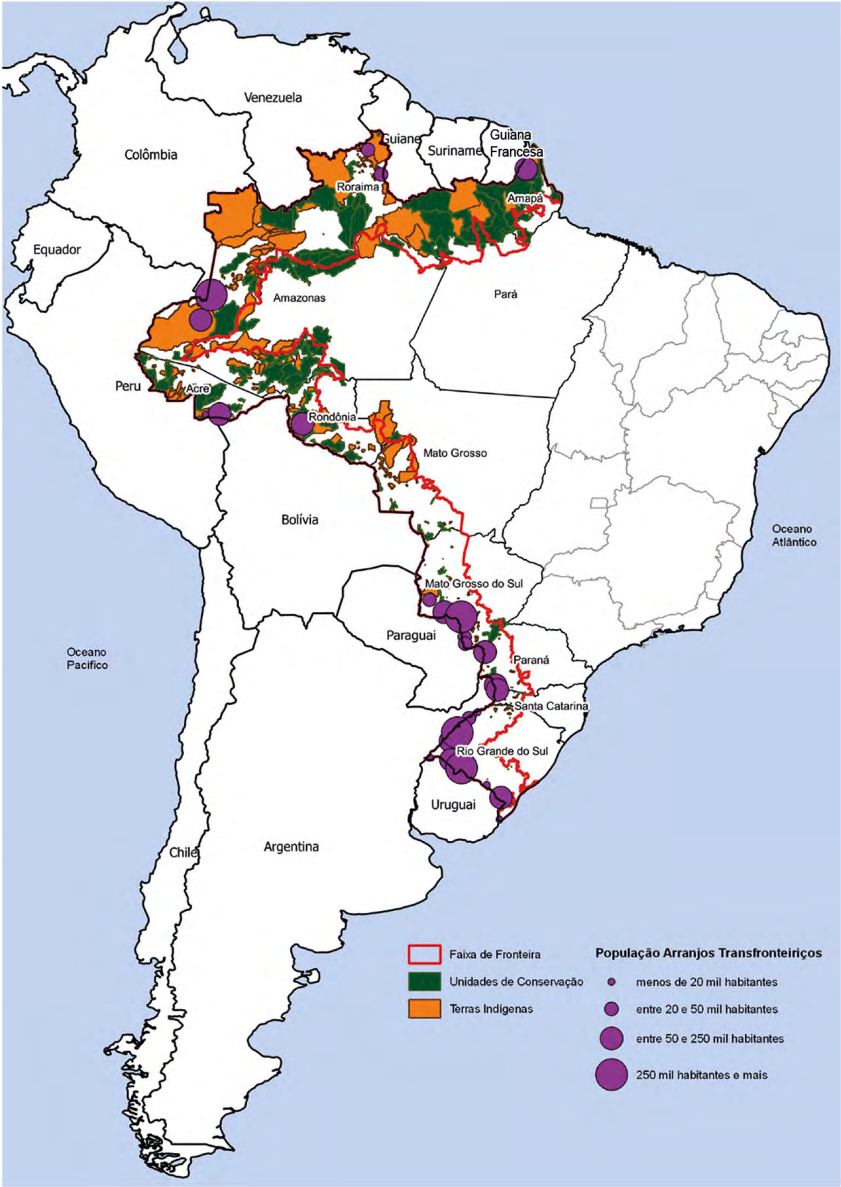 Venezuela
Guiane
Guiana
Francesa
Suriname
Colômbia
Roraima
Amapá
Equador
Amazonas
Pará
Peru
Acre
Rondônia
Mato Grosso
Bolívia
Oceano
Atlântico
Mato Grosso do Sul
Paraguai
Oceano
Pacífico
Paraná
Santa Catarina
Rio Grande do Sul
Uruguai
Chile
Argentina
Faixa de Fronteira
Unidades de Conservação
Terras Indígenas
População Arranjos Transfronteiriços
menos de 20 mil habitantes
entre 20 e 50 mil habitantes
entre 50 e 250 mil habitantes
250 mil habitantes e mais